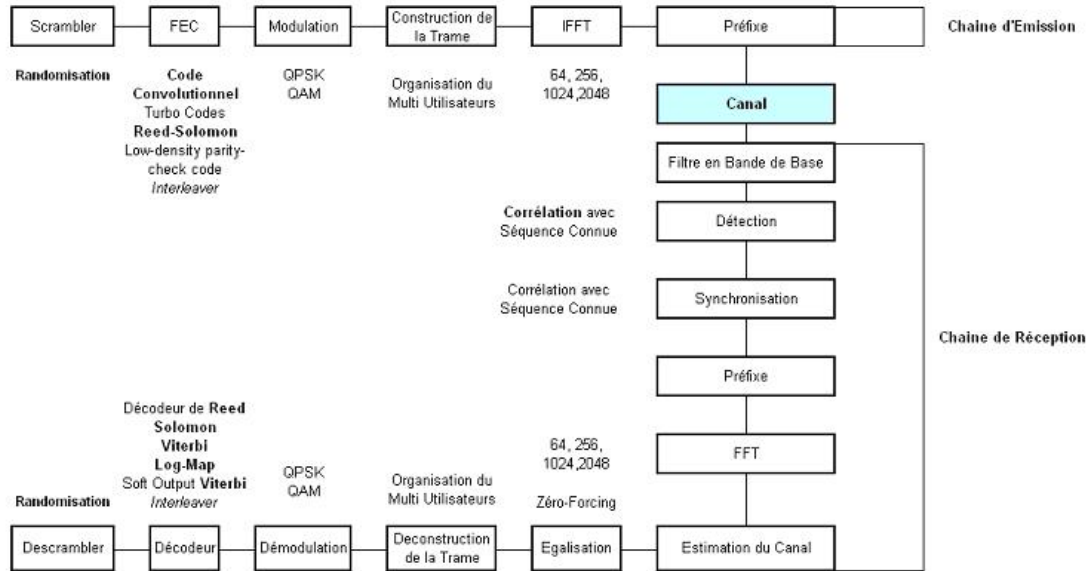 Scrambler
FEC
Modulation
Construction de
la Trame
IFFT
Préfixe
Chaine d'Emission
Randomisation
Code
Convolutionnel
Turbo Codes
Reed-Solomon
Low-density parity-
check code
Interleaver
QPSK
QAM
Organisation du
Multi Utilisateurs
64, 256,
1024,2048
Canal
Filtre en Bande de Base
Corrélation avec
Séquence Connue
Détection
Corrélation avec
Séquence Connue
Synchronisation
Chaine de Réception
Préfixe
FFT
Décodeur de Reed
Solomon
Viterbi
Log-Map
Soft Output Viterbi
Interleaver
Randomisation
QPSK
QAM
Organisation du
Multi Utilisateurs
64, 256,
1024,2048
Zéro-Forcing
Descrambler
Décodeur
Démodulation
Deconstruction
de la Trame
Egalisation
Estimation du Canal